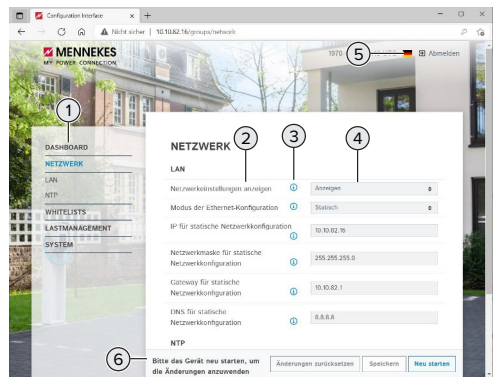 Configuration Interface
Nicht sicher | 10.10.82.16/groups/network
MENNEKES
MY POWER CONNECTION
1970 5 UTC Abmelden
1
DASHBOARD
NETZWERK
LAN
NTP
WHITELISTS
LASTMANAGEMENT
SYSTEM
NETZWERK 2 3 4
LAN
Netzwerkeinstellungen anzeigen Anzeigen
Modus der Ethernet-Konfiguration Statisch
IP für statische Netzwerkkonfiguration 10.10.82.16
Netzwerkmaske für statische
Netzwerkkonfiguration 255.255.255.0
Gateway für statische
Netzwerkkonfiguration 10.10.82.1
DNS für statische
Netzwerkkonfiguration 8.8.8.8
NTP
6 Bitte das Gerät neu starten, um
die Änderungen anzuwenden
Änderungen zurücksetzen Speichern Neu starten